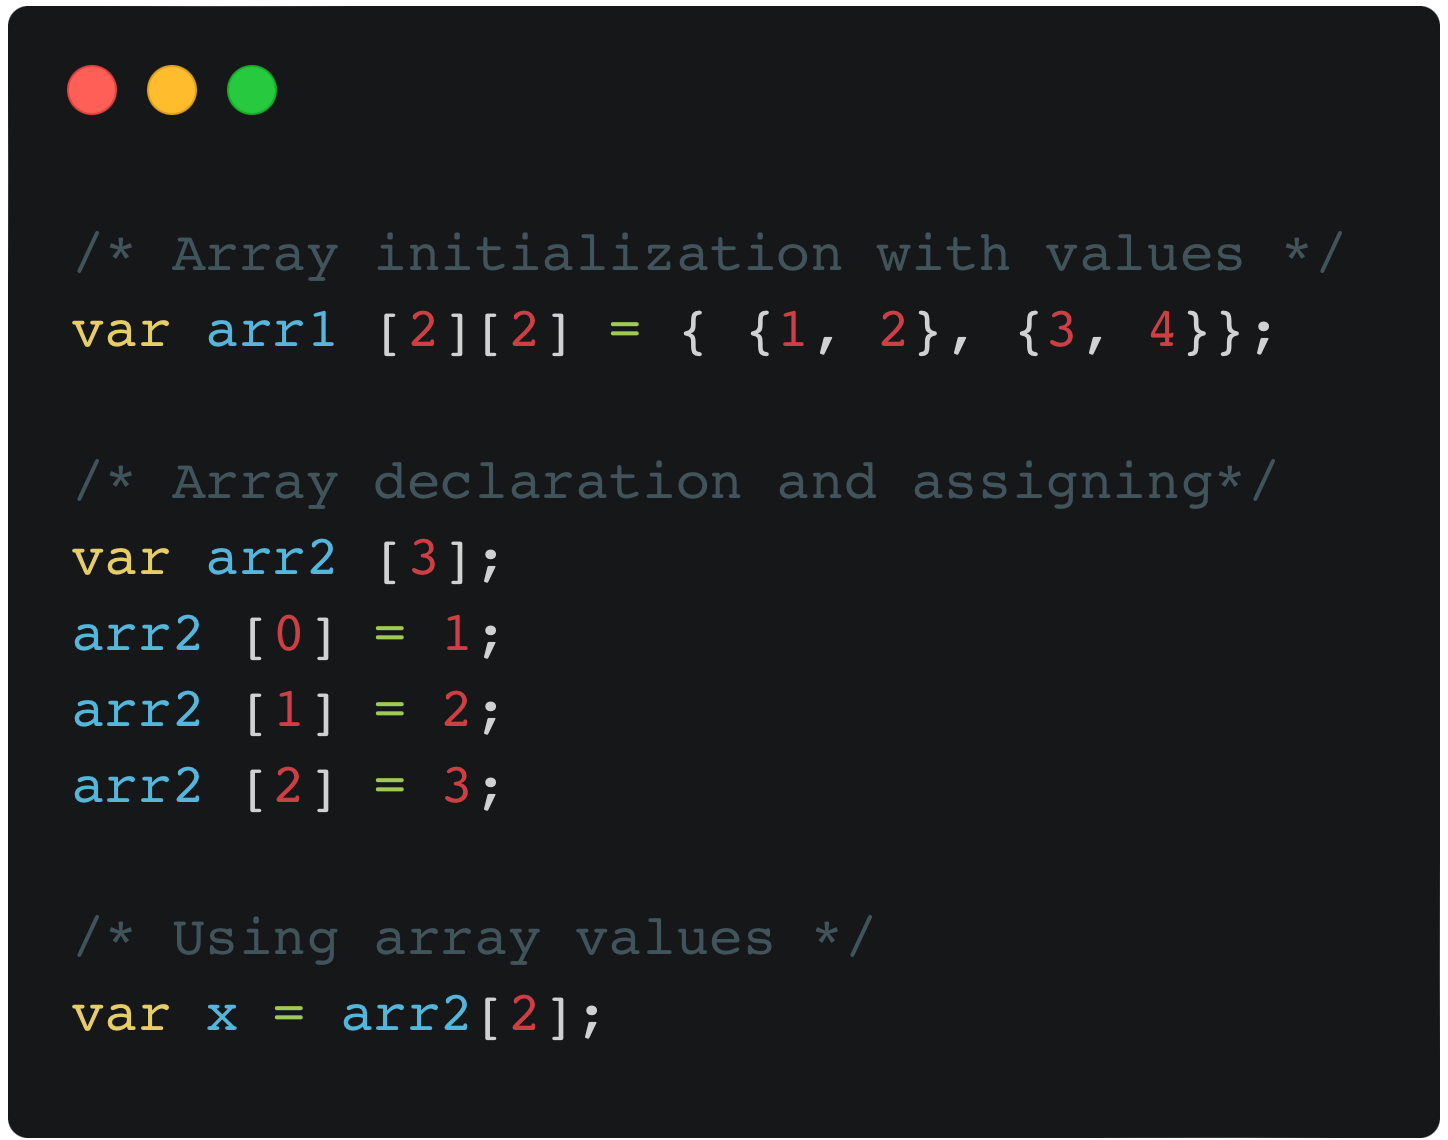 /* Array initialization with values */
var arr1 [2][2] = { {1, 2}, {3, 4}};
/* Array declaration and assigning*/
var arr2 [3];
arr2 [0] = 1;
arr2 [1] = 2;
arr2 [2] = 3;
/* Using array values */
var x = arr2[2];